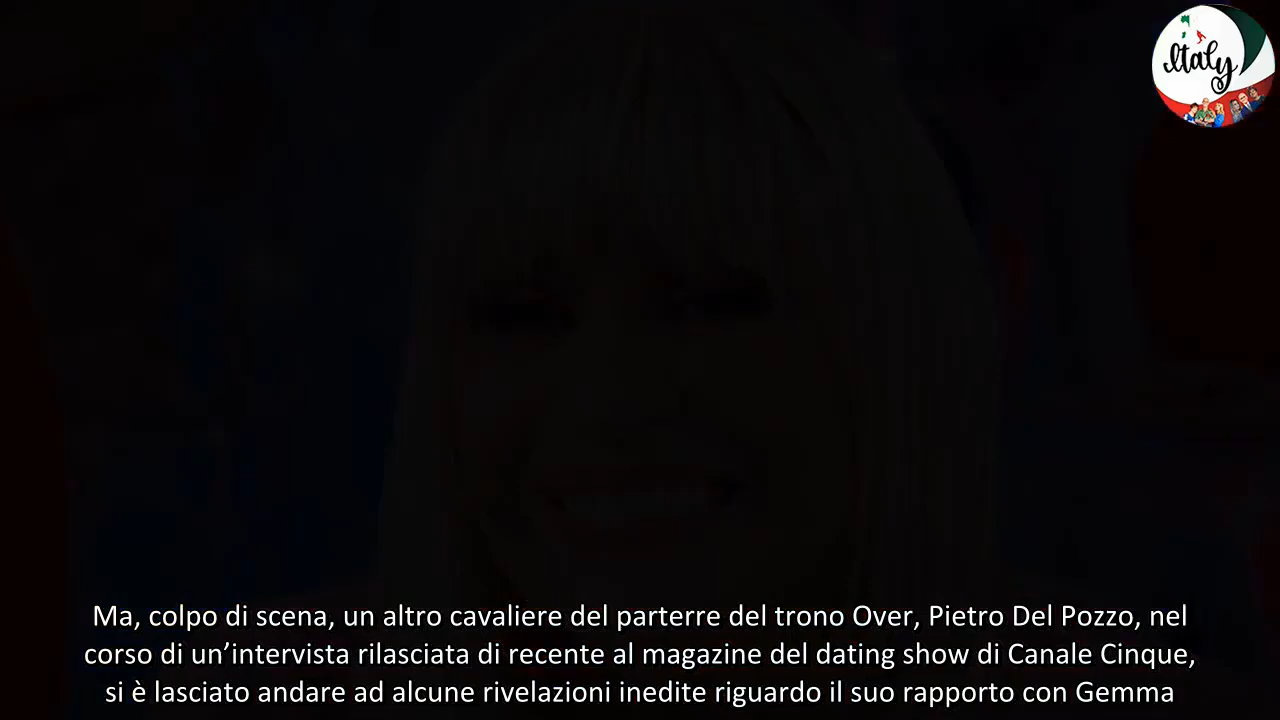 Italy
Ma, colpo di scena, un altro cavaliere del parterre del trono Over, Pietro Del Pozzo, nel
corso di un’intervista rilasciata di recente al magazine del dating show di Canale Cinque,
si è lasciato andare ad alcune rivelazioni inedite riguardo il suo rapporto con Gemma